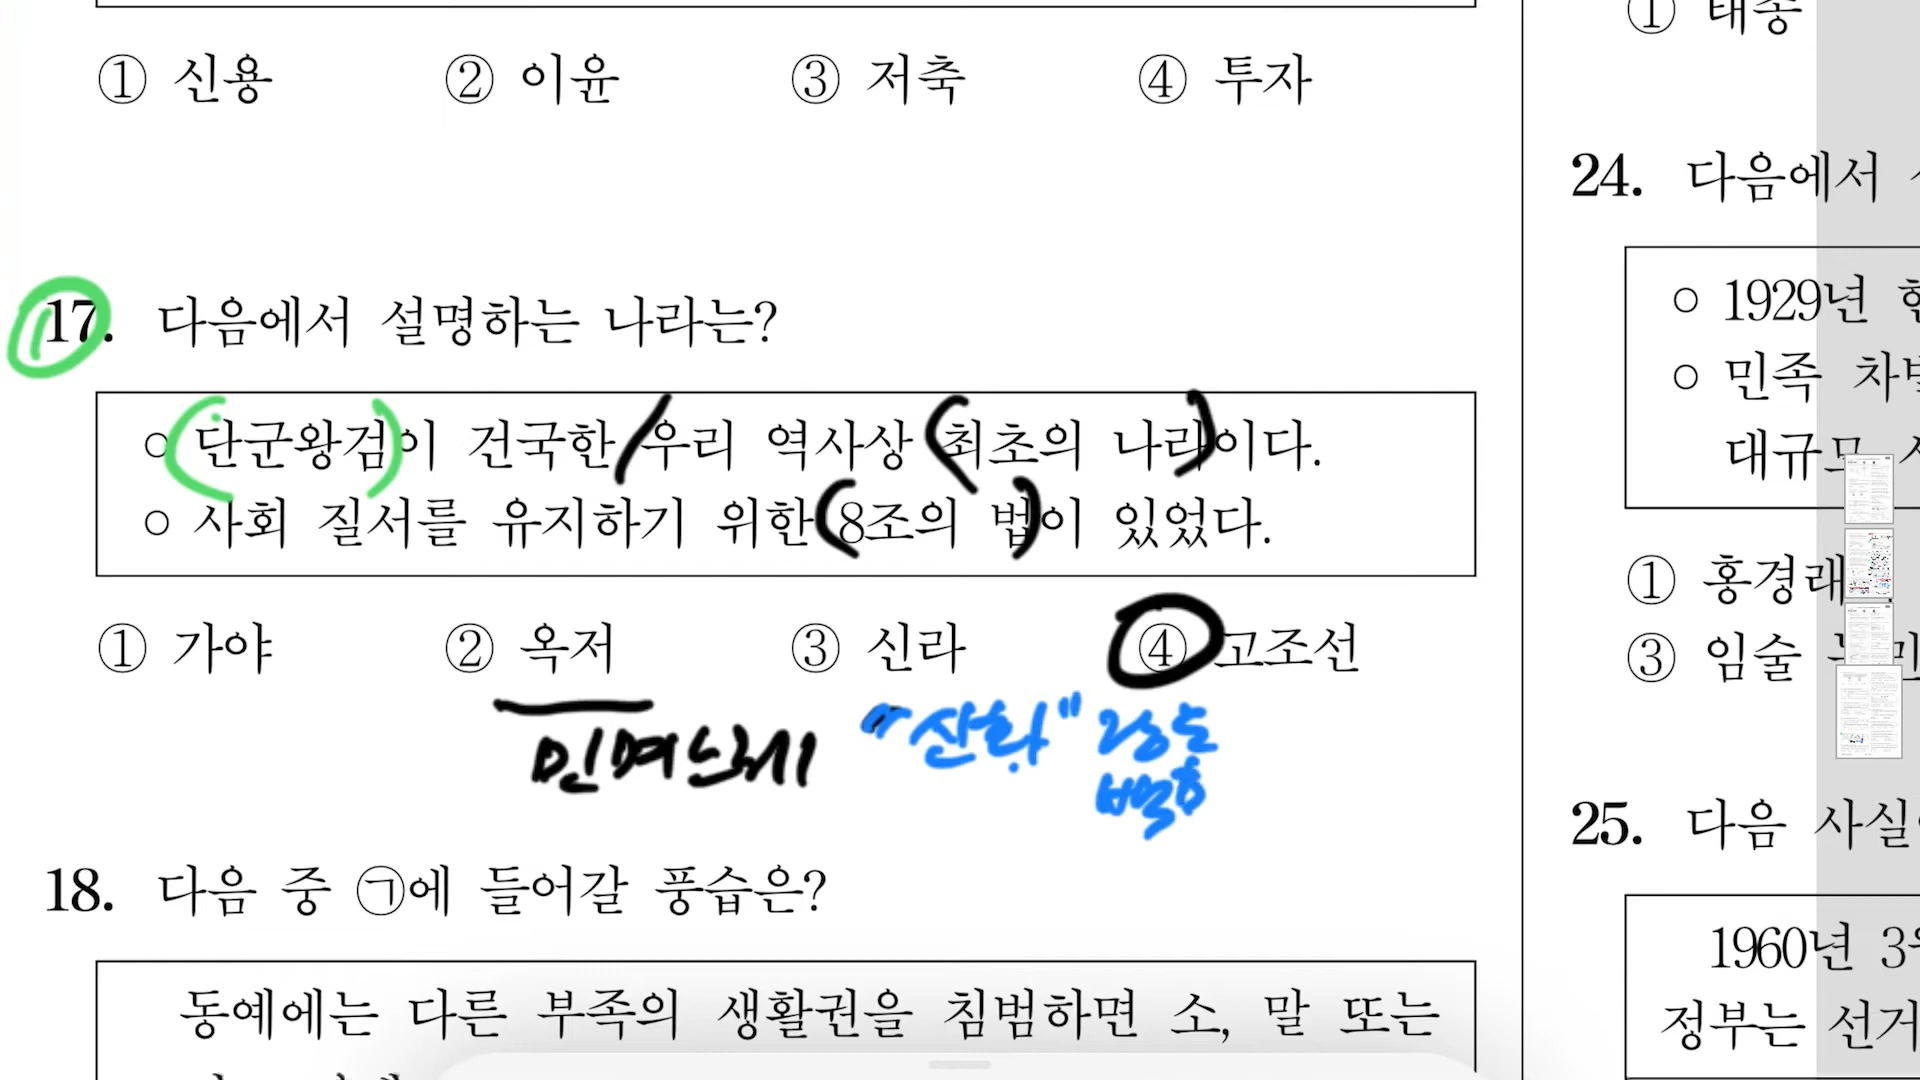 ① 신용 ② 이윤 ③ 저축 ④ 투자
17. 다음에서 설명하는 나라는?
○ 단군왕검이 건국한 우리 역사상 최초의 나라이다.
○ 사회 질서를 유지하기 위한 8조의 법이 있었다.
① 가야 ② 옥저 ③ 신라 ④ 고조선
민며느리
18. 다음 중 ㉠에 들어갈 풍습은?
동예에는 다른 부족의 생활권을 침범하면 소, 말 또는
① 태종
24. 다음에서
○ 1929년
○ 민족
대규모
① 홍경래
③ 임술
25. 다음 사실
1960년
정부는 선거